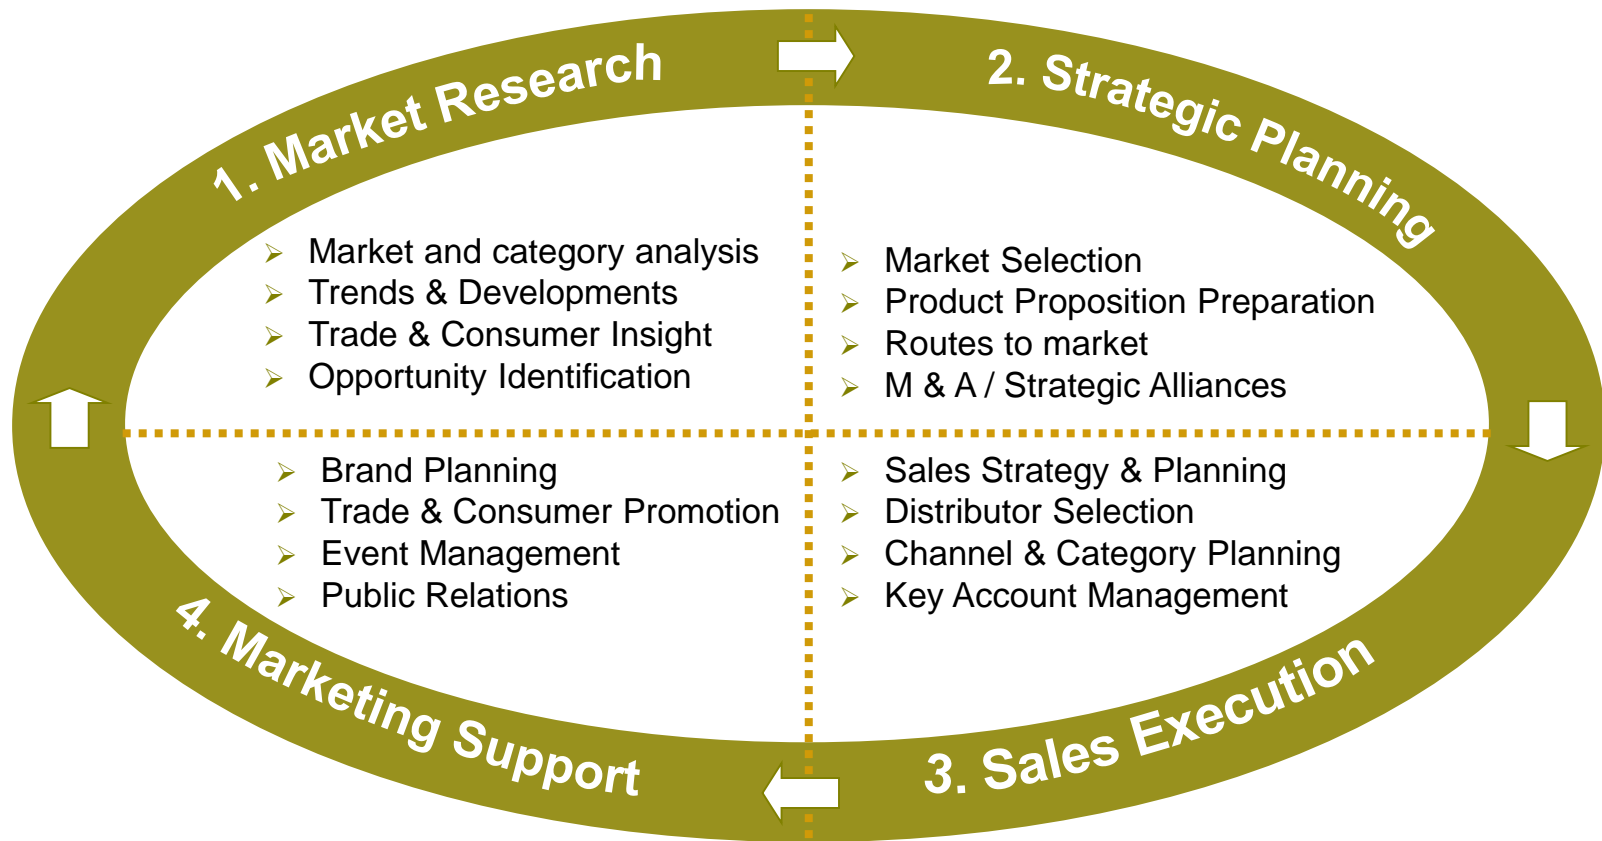 1. Market Research
2. Strategic Planning
Market and category analysis
Trends & Developments
Trade & Consumer Insight
Opportunity Identification
Market Selection
Product Proposition Preparation
Routes to market
M & A / Strategic Alliances
Brand Planning
Trade & Consumer Promotion
Event Management
Public Relations
Sales Strategy & Planning
Distributor Selection
Channel & Category Planning
Key Account Management
4. Marketing Support
3. Sales Execution